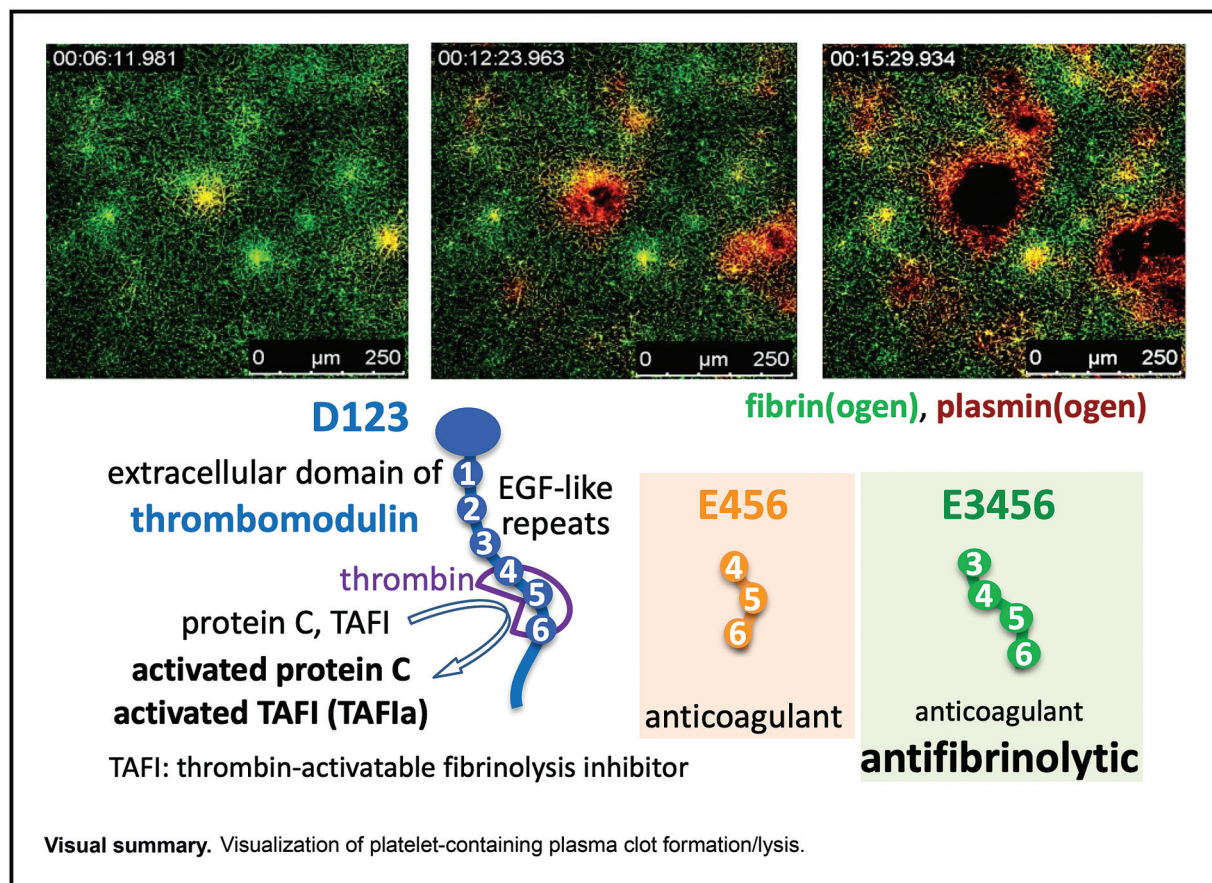 00:06:11.981
00:12:23.963
00:15:29.934
0 µm 250
0 µm 250
0 µm 250
fibrin(ogen), plasmin(ogen)
D123
extracellular domain of
thrombomodulin
1
2
3
4
5
6
EGF-like
repeats
thrombin
protein C, TAFI
activated protein C
activated TAFI (TAFIa)
TAFI: thrombin-activatable fibrinolysis inhibitor
E456
4
5
6
anticoagulant
E3456
3
4
5
6
anticoagulant
antifibrinolytic
Visual summary. Visualization of platelet-containing plasma clot formation/lysis.